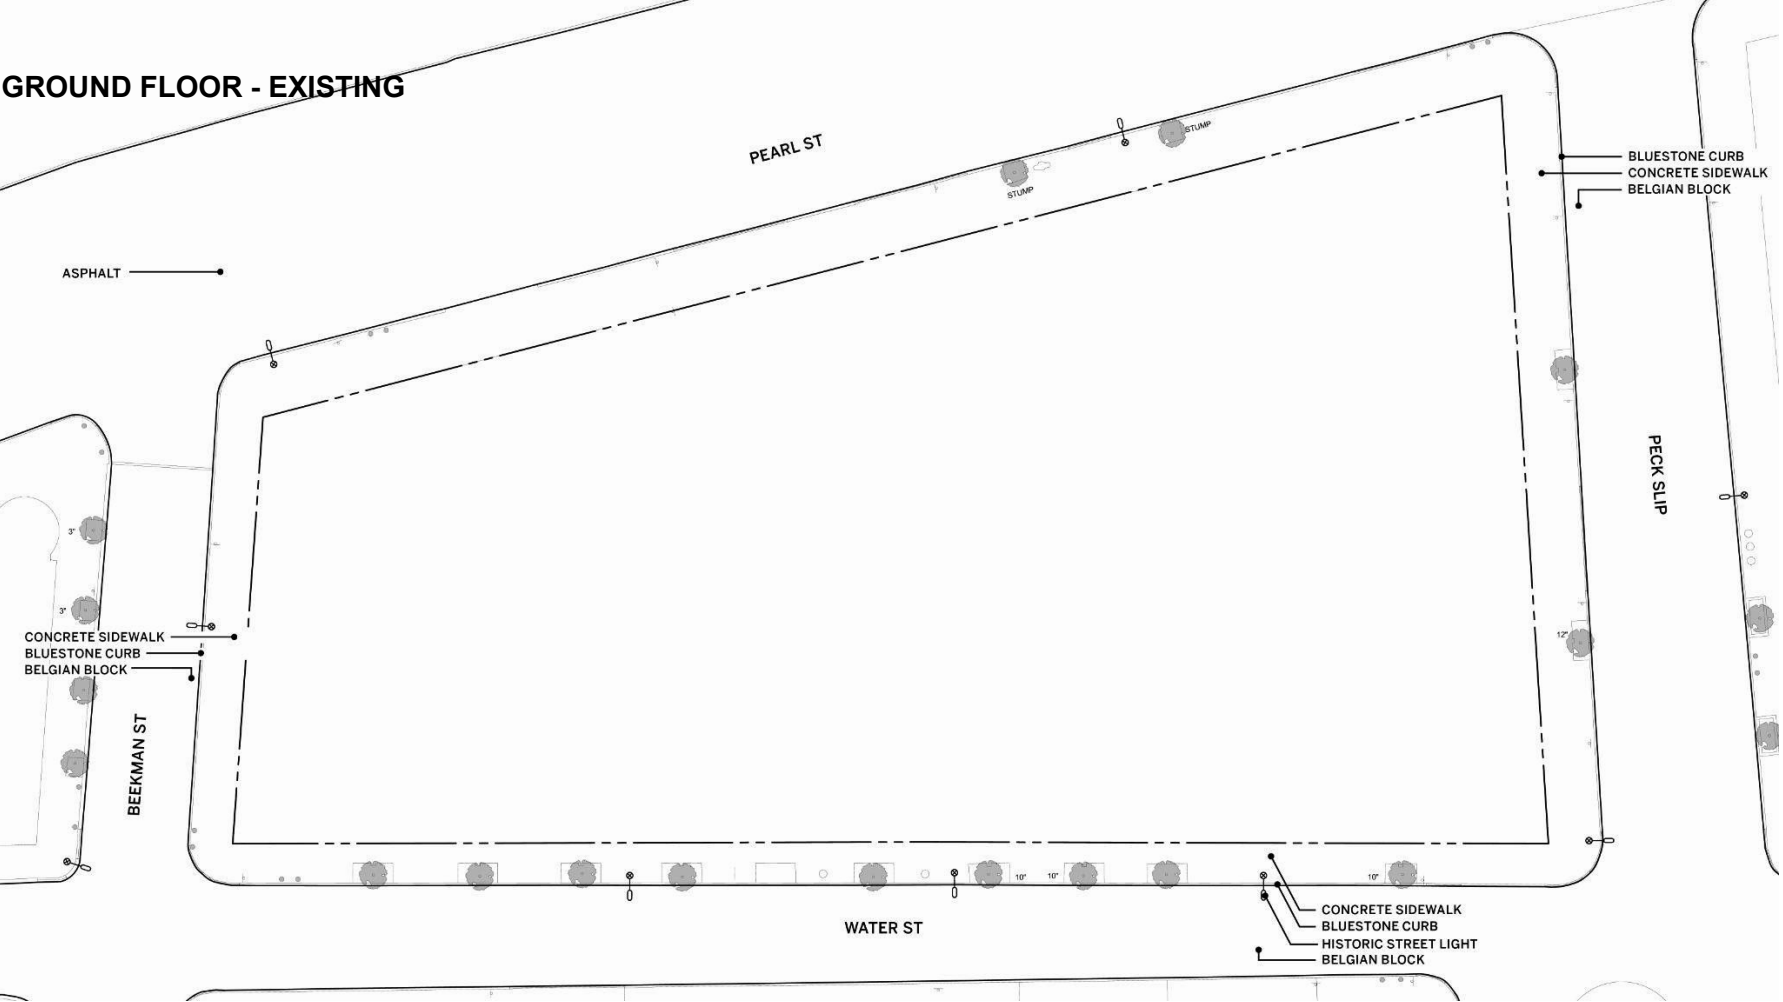 GROUND FLOOR - EXISTING
PEARL ST
STUMP
STUMP
BLUESTONE CURB
CONCRETE SIDEWALK
BELGIAN BLOCK
ASPHALT
PECK SLIP
3"
3"
12"
CONCRETE SIDEWALK
BLUESTONE CURB
BELGIAN BLOCK
BEEKMAN ST
10"
10"
10"
WATER ST
CONCRETE SIDEWALK
BLUESTONE CURB
HISTORIC STREET LIGHT
BELGIAN BLOCK